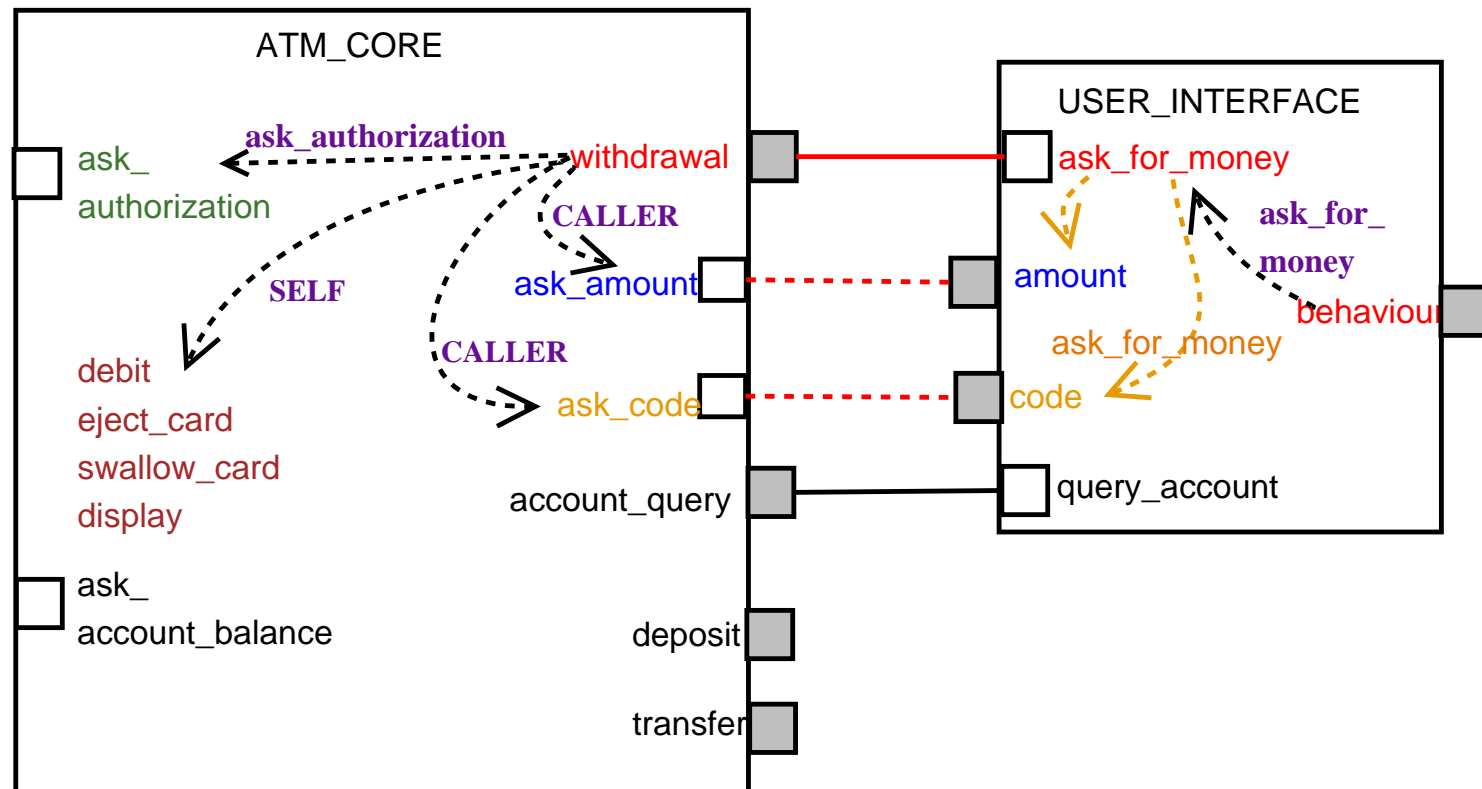 ATM_CORE
ask_authorization
ask_
authorization
withdrawal
CALLER
SELF
ask_amount
CALLER
debit
eject_card
swallow_card
display
ask_code
account_query
ask_
account_balance
deposit
transfer
USER_INTERFACE
ask_for_money
ask_for_
money
amount
behaviour
ask_for_money
code
query_account